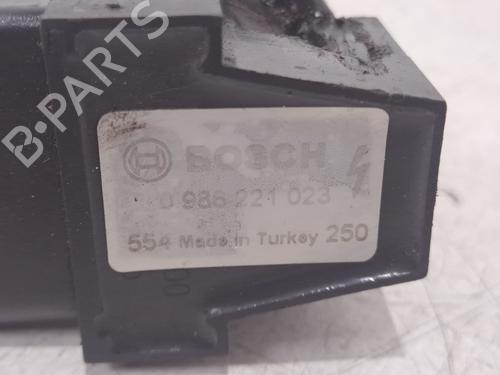 B-PARTS
BOSCH
0 986 221 023
554 Made in Turkey 250